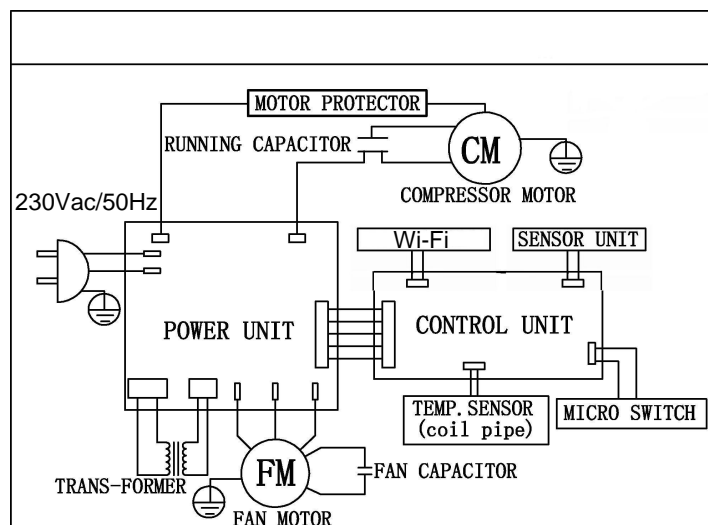 MOTOR PROTECTOR
RUNNING CAPACITOR
CM
COMPRESSOR MOTOR
230Vac/50Hz
Wi-Fi
SENSOR UNIT
POWER UNIT
CONTROL UNIT
TEMP. SENSOR
(coil pipe)
MICRO SWITCH
TRANS-FORMER
FM
FAN CAPACITOR
FAN MOTOR